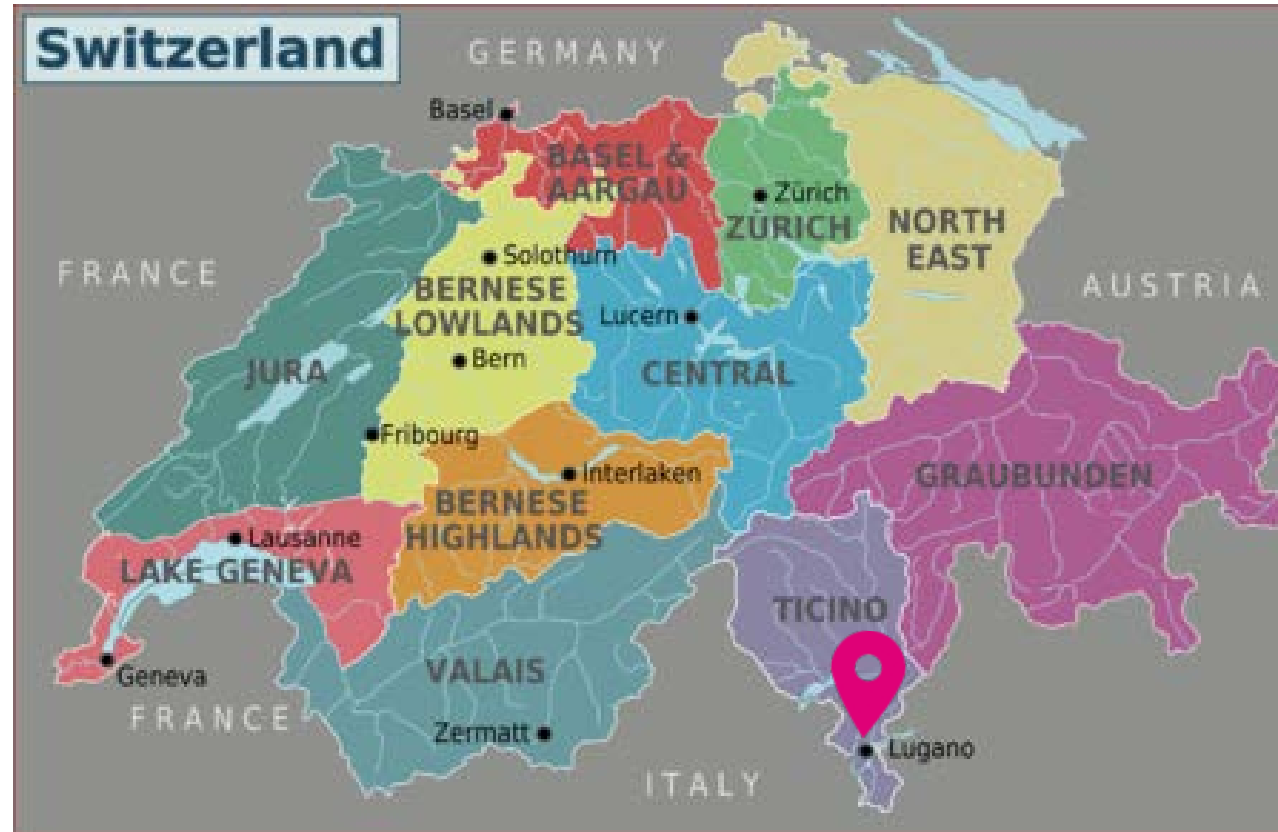 Switzerland
GERMANY
Basel
BASEL &
AARGAU
Zürich
ZÜRICH
NORTH
EAST
Solothurn
FRANCE
BERNESE
LOWLANDS
AUSTRIA
Lucern
Bern
JURA
CENTRAL
Fribourg
Interlaken
GRAUBUNDEN
BERNESE
HIGHLANDS
Lausanne
LAKE GENEVA
TICINO
Geneva
VALAIS
FRANCE
Zermatt
Lugano
ITALY